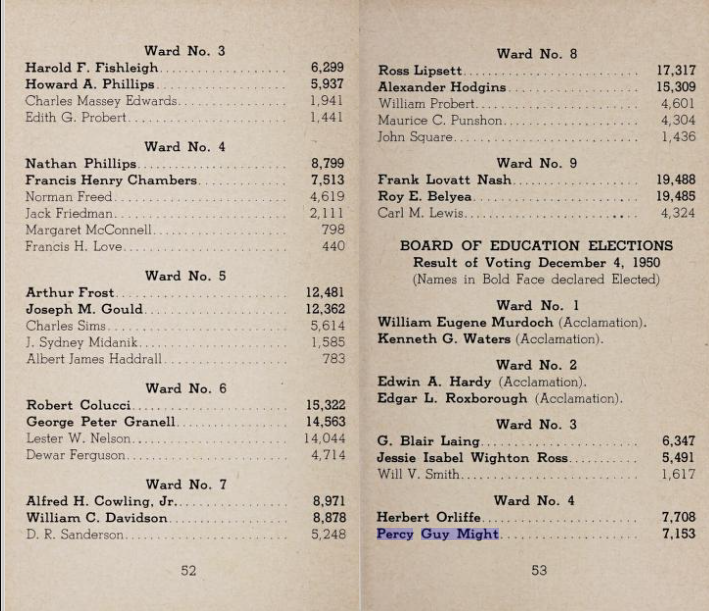 Ward No. 3
Harold F. Fishleigh 6,299
Howard A. Phillips 5,937
Charles Massey Edwards 1,941
Edith G. Probert 1,441
Ward No. 4
Nathan Phillips 8,799
Francis Henry Chambers 7,513
Norman Freed 4,619
Jack Friedman 2,111
Margaret McConnell 798
Francis H. Love 440
Ward No. 5
Arthur Frost 12,481
Joseph M. Gould 12,362
Charles Sims 5,614
J. Sydney Midanik 1,585
Albert James Haddrall 783
Ward No. 6
Robert Colucci 15,322
George Peter Granell 14,563
Lester W. Nelson 14,044
Dewar Ferguson 4,714
Ward No. 7
Alfred H. Cowling, Jr. 8,971
William C. Davidson 8,878
D. R. Sanderson 5,248
52
Ward No. 8
Ross Lipsett 17,317
Alexander Hodgins 15,309
William Probert 4,601
Maurice C. Punshon 4,304
John Square 1,436
Ward No. 9
Frank Lovatt Nash 19,488
Roy E. Belyea 19,485
Carl M. Lewis 4,324
BOARD OF EDUCATION ELECTIONS
Result of Voting December 4, 1950
(Names in Bold Face declared Elected)
Ward No. 1
William Eugene Murdoch (Acclamation).
Kenneth G. Waters (Acclamation).
Ward No. 2
Edwin A. Hardy (Acclamation).
Edgar L. Roxborough (Acclamation).
Ward No. 3
G. Blair Laing 6,347
Jessie Isabel Wighton Ross 5,491
Will V. Smith 1,617
Ward No. 4
Herbert Orliffe 7,708
Percy Guy Might 7,153
53